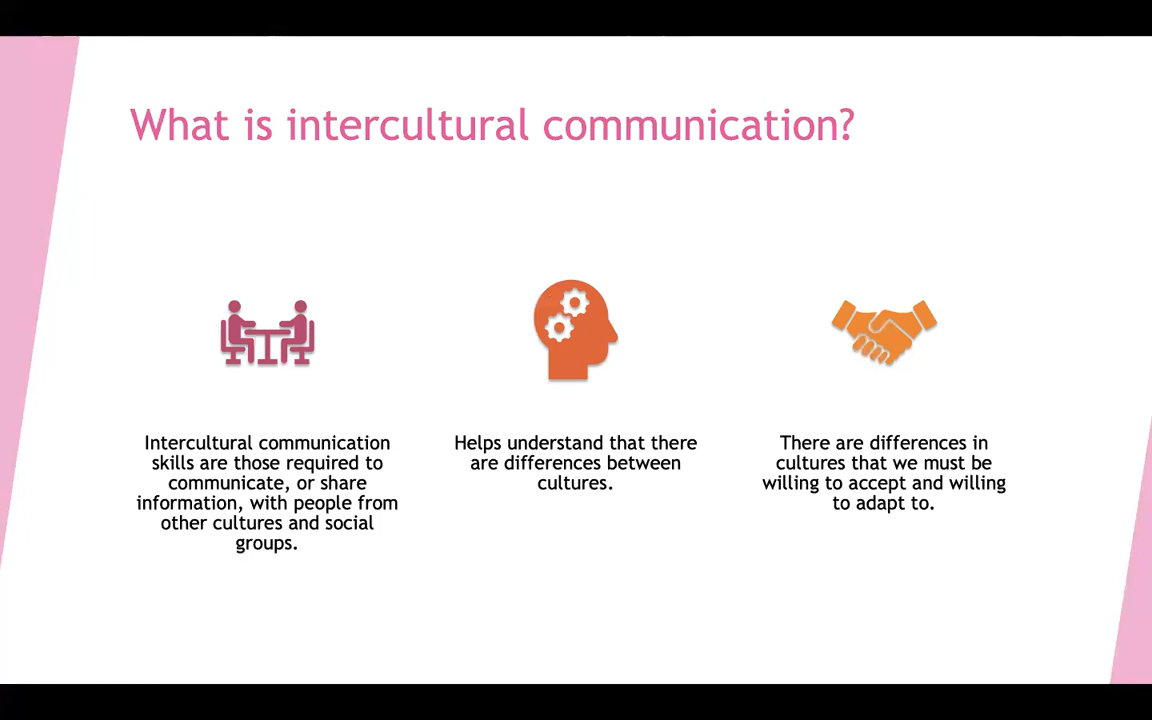 What is intercultural communication?
Intercultural communication
skills are those required to
communicate, or share
information, with people from
other cultures and social
groups.
Helps understand that there
are differences between
cultures.
There are differences in
cultures that we must be
willing to accept and willing
to adapt to.